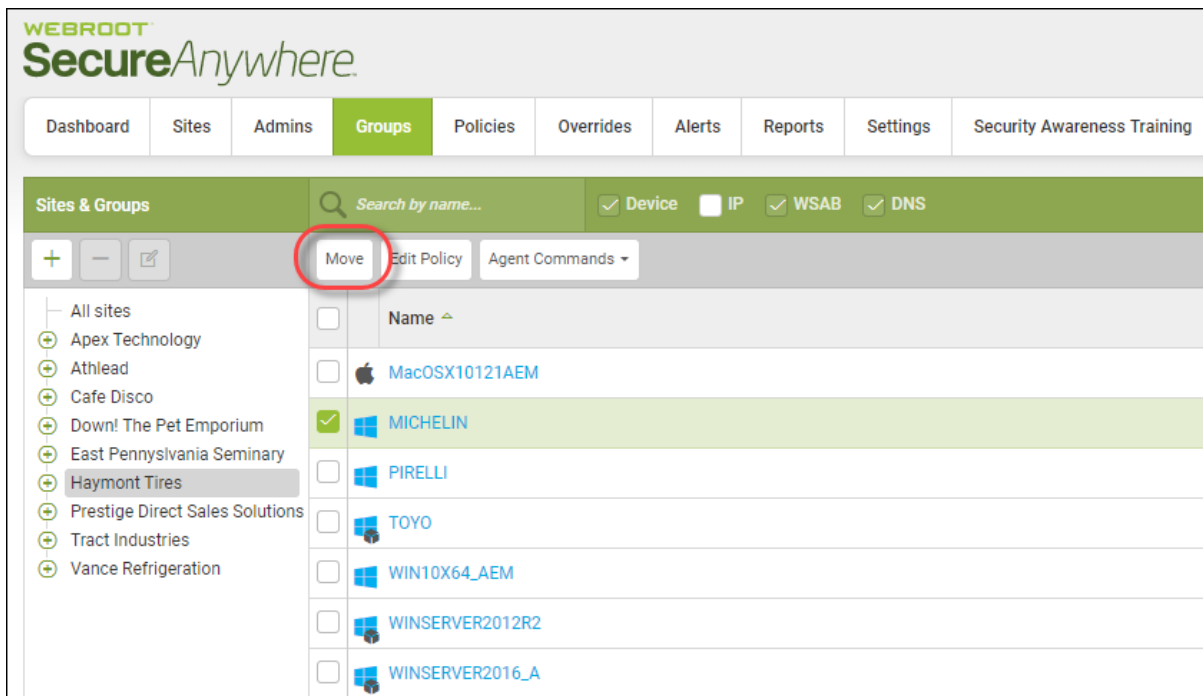 WEBROOT
SecureAnywhere
Dashboard Sites Admins Groups Policies Overrides Alerts Reports Settings Security Awareness Training
Sites & Groups Search by name... Device IP WSAB DNS
Move Edit Policy Agent Commands
All sites
Apex Technology
Athlead
Cafe Disco
Down! The Pet Emporium
East Pennyslvania Seminary
Haymont Tires
Prestige Direct Sales Solutions
Tract Industries
Vance Refrigeration
Name
MacOSX10121AEM
MICHELIN
PIRELLI
TOYO
WIN10X64_AEM
WINSERVER2012R2
WINSERVER2016_A